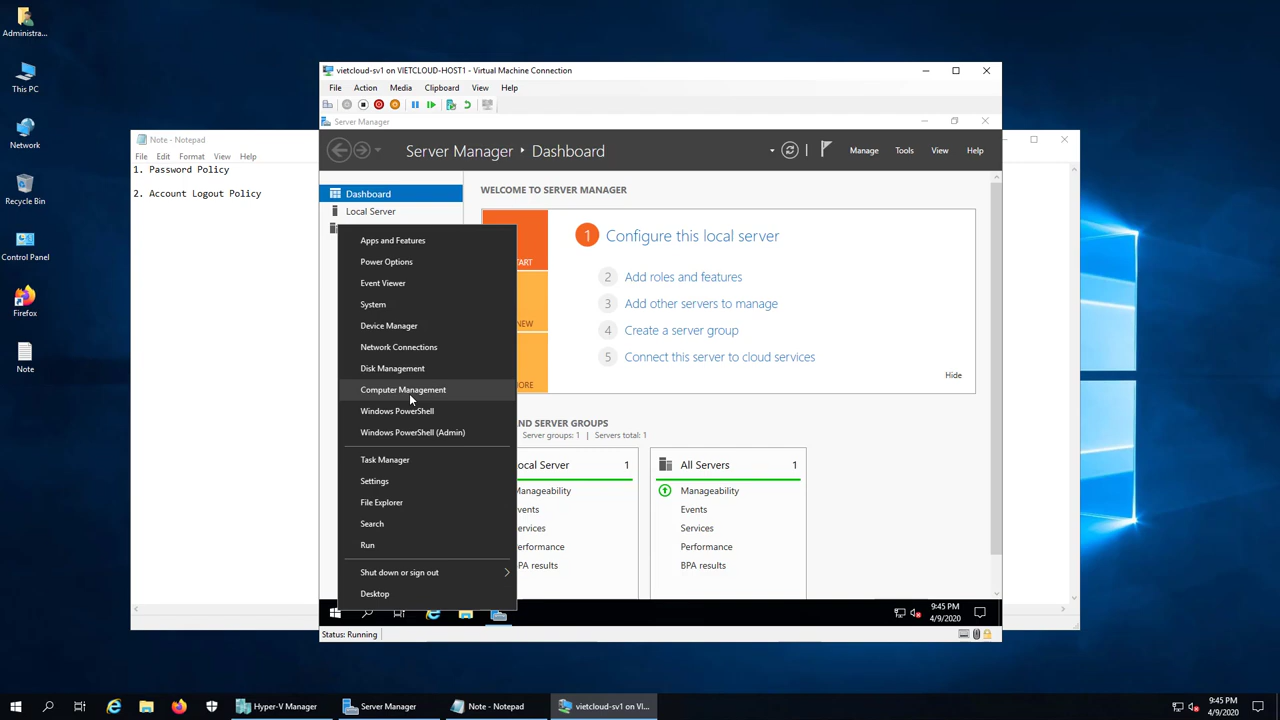 Administra...
This PC
Network
Recycle Bin
Control Panel
Firefox
Note
Note - Notepad
File Edit Format View Help
1. Password Policy
2. Account Logout Policy
vietcloud-sv1 on VIETCLOUD-HOST1 - Virtual Machine Connection
File Action Media Clipboard View Help
Server Manager
Server Manager Dashboard
Manage Tools View Help
Dashboard
Local Server
WELCOME TO SERVER MANAGER
1 Configure this local server
2 Add roles and features
3 Add other servers to manage
4 Create a server group
5 Connect this server to cloud services
Hide
Apps and Features
Power Options
Event Viewer
System
Device Manager
Network Connections
Disk Management
Computer Management
Windows PowerShell
Windows PowerShell (Admin)
Task Manager
Settings
File Explorer
Search
Run
Shut down or sign out
Desktop
TART
NEW
ORE
AND SERVER GROUPS
Server groups: 1 | Servers total: 1
ocal Server 1
Manageability
vents
ervices
erformance
BPA results
All Servers 1
Manageability
Events
Services
Performance
BPA results
9:45 PM
4/9/2020
Status: Running
Hyper-V Manager
Server Manager
Note - Notepad
vietcloud-sv1 on VI...
9:45 PM
4/9/2020